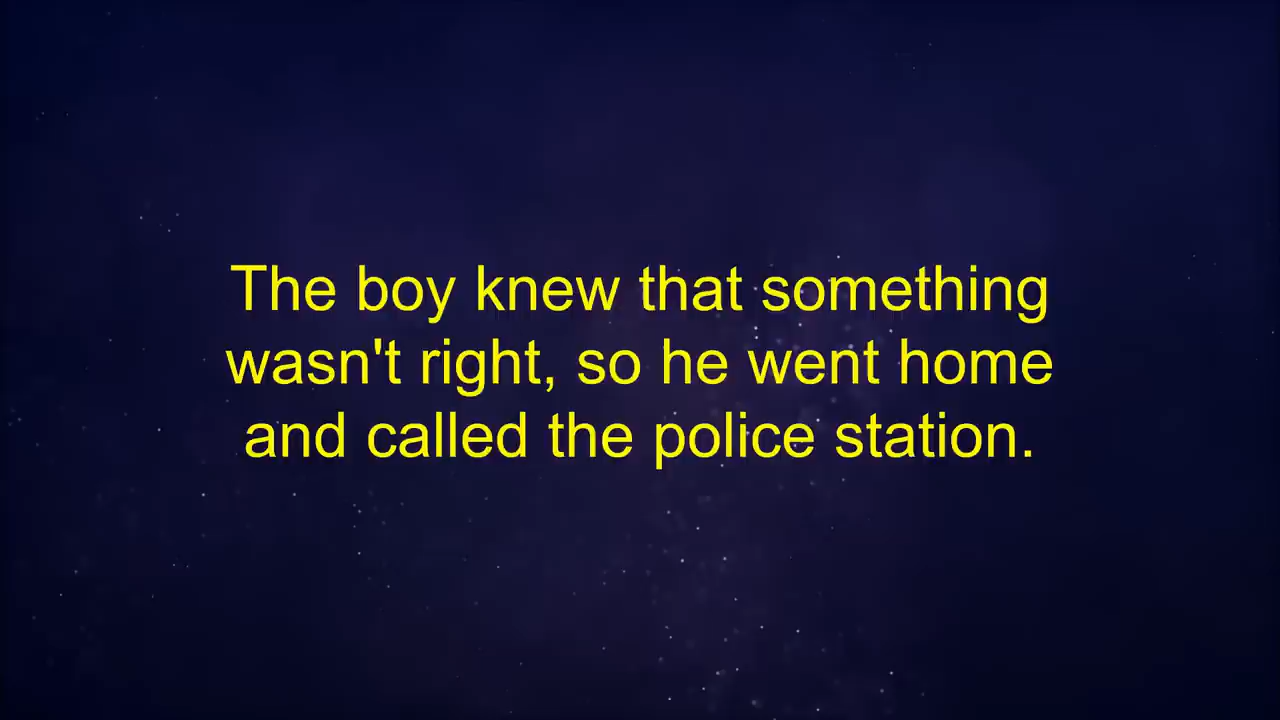 The boy knew that something
wasn't right, so he went home
and called the police station.